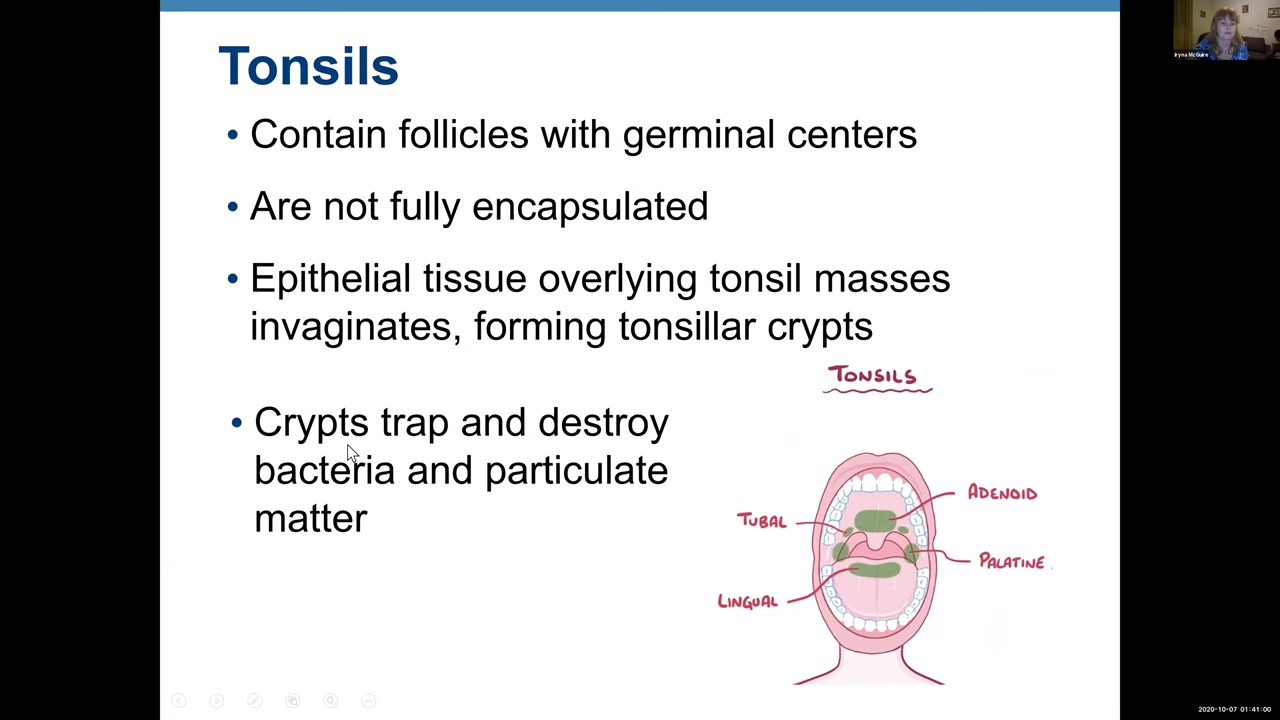 Tonsils
• Contain follicles with germinal centers
• Are not fully encapsulated
• Epithelial tissue overlying tonsil masses
invaginates, forming tonsillar crypts
• Crypts trap and destroy
bacteria and particulate
matter
TONSILS
ADENOID
TUBAL
PALATINE
LINGUAL
Iryna McGuire
2020-10-07 01:41:00